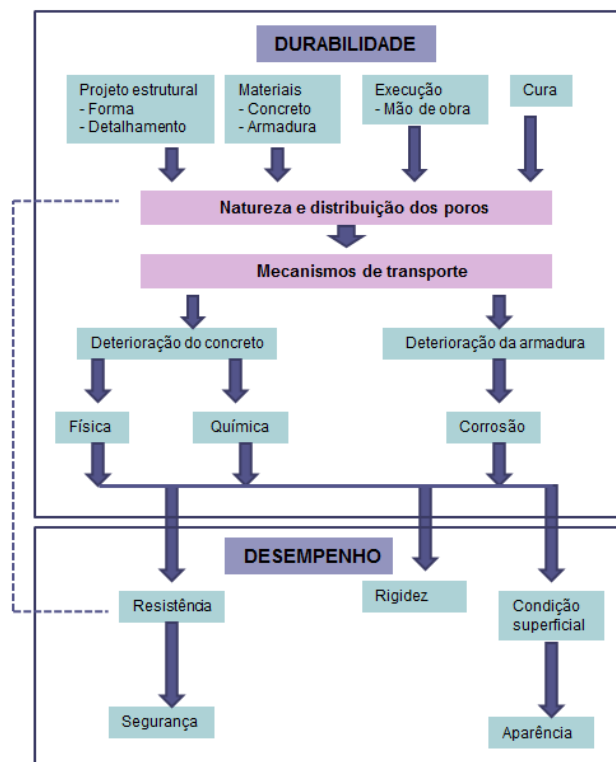 DURABILIDADE
Projeto estrutural
- Forma
- Detalhamento
Materiais
- Concreto
- Armadura
Execução
- Mão de obra
Cura
Natureza e distribuição dos poros
Mecanismos de transporte
Deterioração do concreto
Deterioração da armadura
Física
Química
Corrosão
DESEMPENHO
Resistência
Rigidez
Condição
superficial
Segurança
Aparência